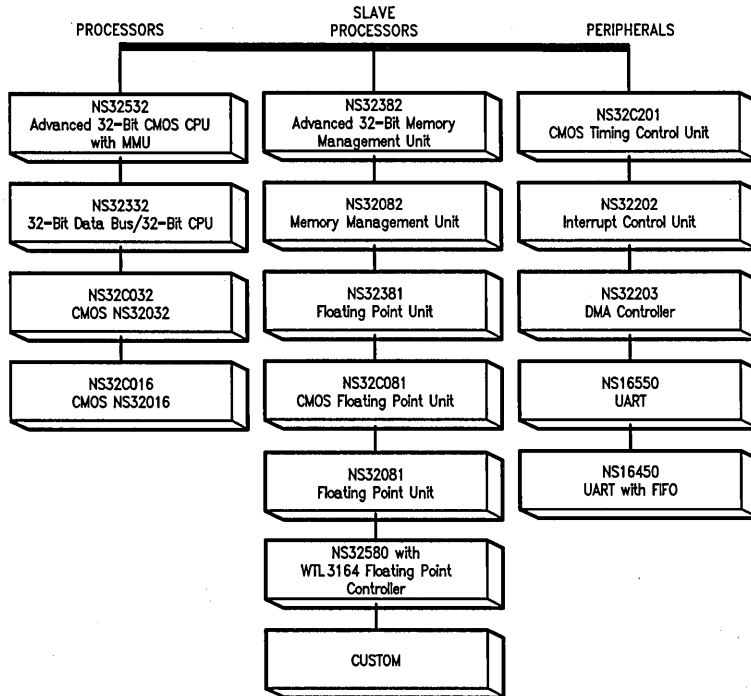 PROCESSORS
SLAVE
PROCESSORS
PERIPHERALS
NS32532
Advanced 32-Bit CMOS CPU
with MMU
NS32332
32-Bit Data Bus/32-Bit CPU
NS32C032
CMOS NS32032
NS32C016
CMOS NS32016
NS32382
Advanced 32-Bit Memory
Management Unit
NS32082
Memory Management Unit
NS32381
Floating Point Unit
NS32C081
CMOS Floating Point Unit
NS32081
Floating Point Unit
NS32580 with
WTL3164 Floating Point
Controller
CUSTOM
NS32C201
CMOS Timing Control Unit
NS32202
Interrupt Control Unit
NS32203
DMA Controller
NS16550
UART
NS16450
UART with FIFO